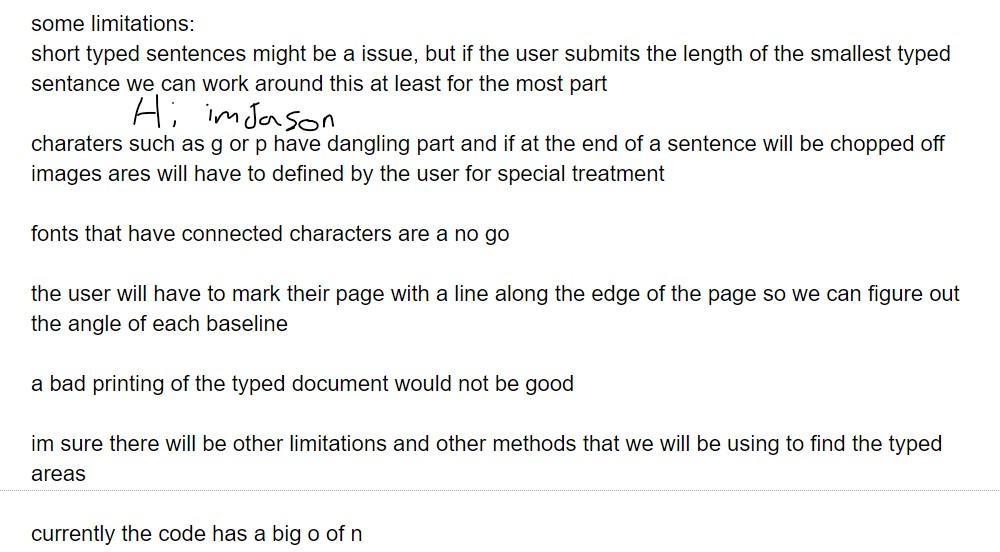 some limitations:
short typed sentences might be a issue, but if the user submits the length of the smallest typed
sentance we can work around this at least for the most part
Hi, im Jason
charaters such as g or p have dangling part and if at the end of a sentence will be chopped off
images ares will have to defined by the user for special treatment
fonts that have connected characters are a no go
the user will have to mark their page with a line along the edge of the page so we can figure out
the angle of each baseline
a bad printing of the typed document would not be good
im sure there will be other limitations and other methods that we will be using to find the typed
areas
currently the code has a big o of n